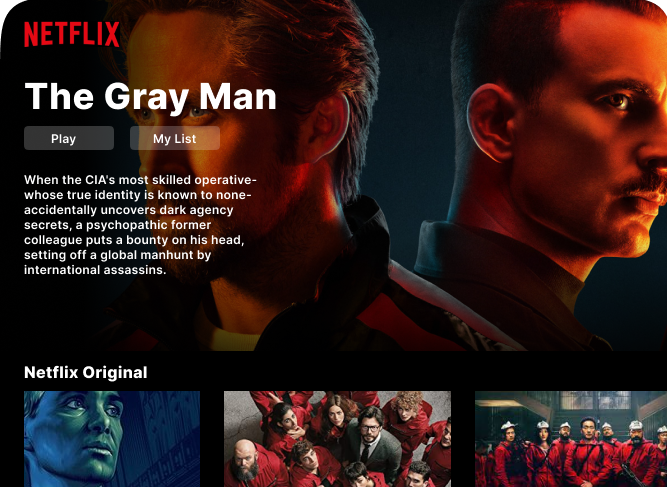 NETFLIX
The Gray Man
Play
My List
When the CIA's most skilled operative-
whose true identity is known to none-
accidentally uncovers dark agency
secrets, a psychopathic former
colleague puts a bounty on his head,
setting off a global manhunt by
international assassins.
Netflix Original